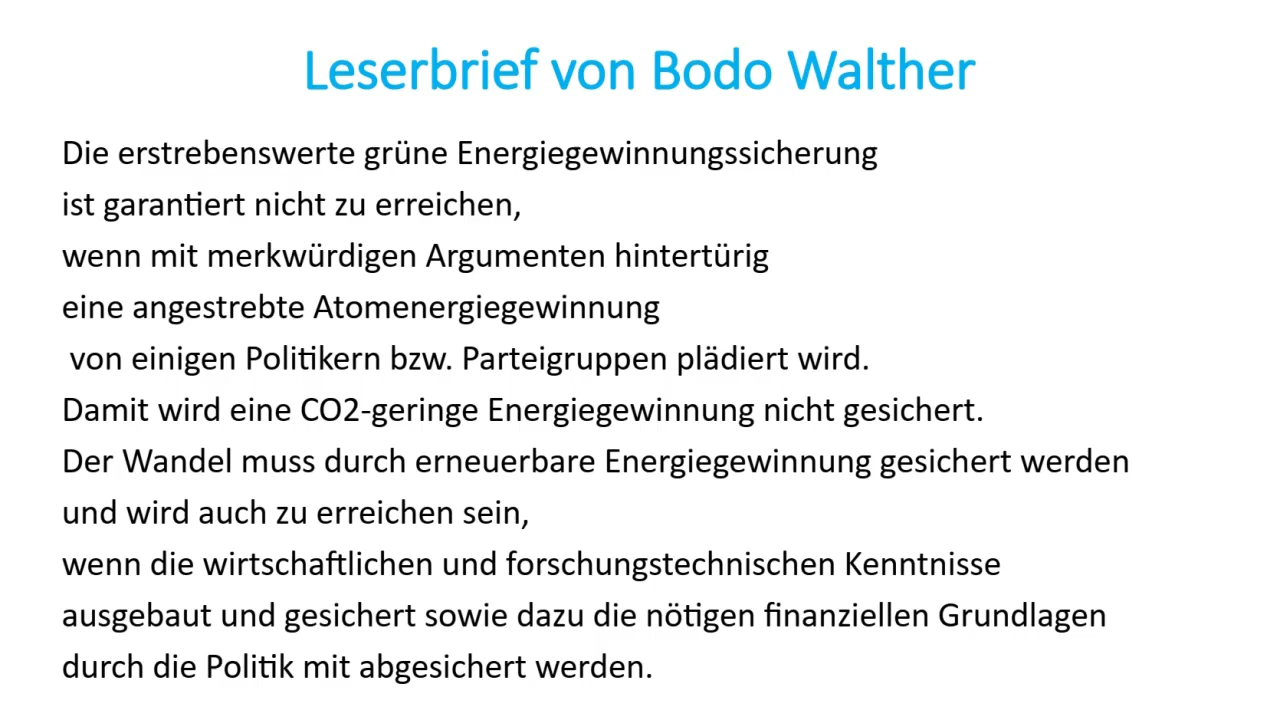 Leserbrief von Bodo Walther
Die erstrebenswerte grüne Energiegewinnungssicherung
ist garantiert nicht zu erreichen,
wenn mit merkwürdigen Argumenten hintertürig
eine angestrebte Atomenergiegewinnung
von einigen Politikern bzw. Parteigruppen plädiert wird.
Damit wird eine CO2-geringe Energiegewinnung nicht gesichert.
Der Wandel muss durch erneuerbare Energiegewinnung gesichert werden
und wird auch zu erreichen sein,
wenn die wirtschaftlichen und forschungstechnischen Kenntnisse
ausgebaut und gesichert sowie dazu die nötigen finanziellen Grundlagen
durch die Politik mit abgesichert werden.